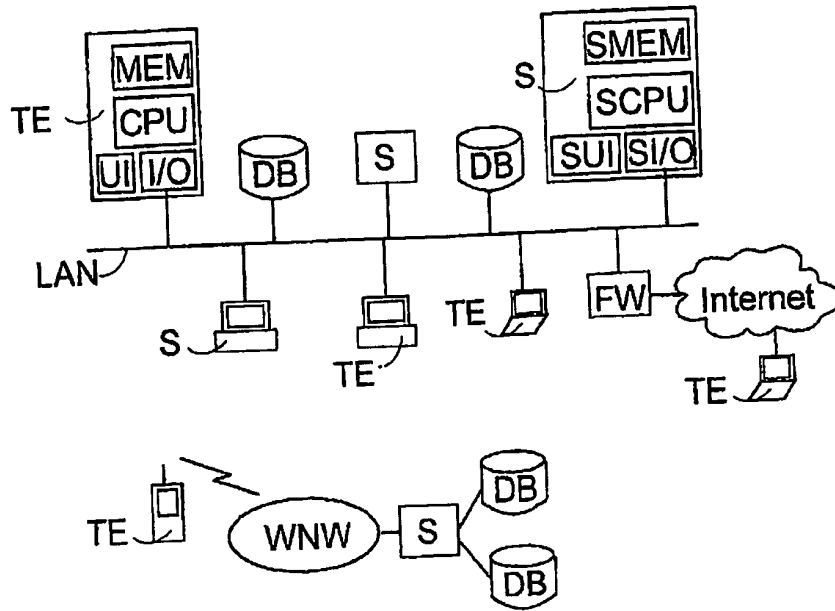 MEM
SMEM
S
TE
CPU
SCPU
UI I/O
DB
S
DB
SUI SI/O
LAN
FW
Internet
TE
S
TE
TE
DB
TE
WNW
S
DB